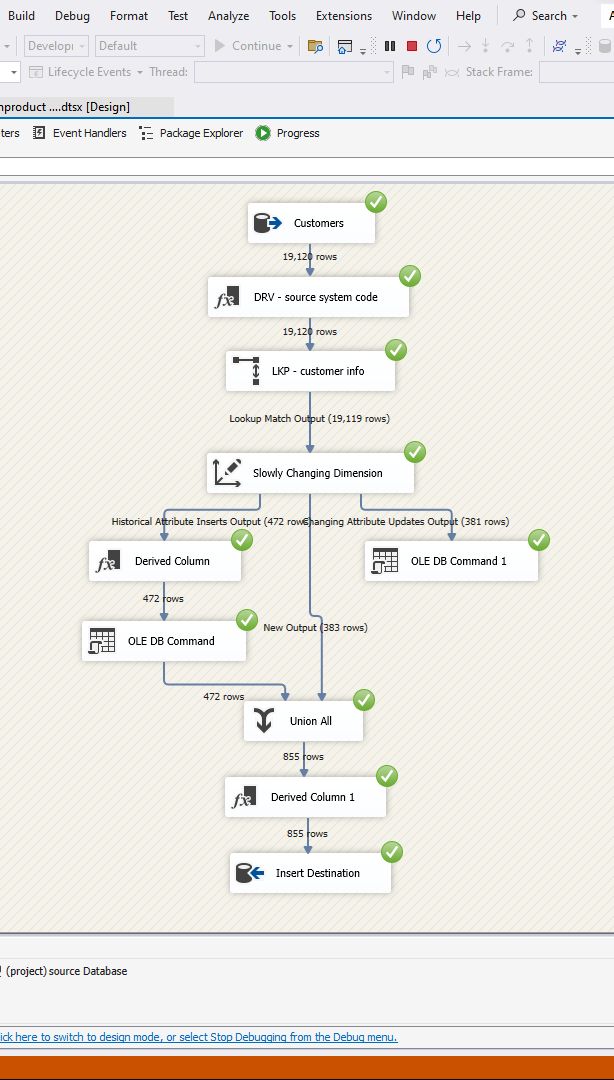 Build Debug Format Test Analyze Tools Extensions Window Help Search
Developi Default Continue
Lifecycle Events Thread: Stack Frame:
nproduct ....dtsx [Design]
ters Event Handlers Package Explorer Progress
Customers
19,120 rows
DRV - source system code
19,120 rows
LKP - customer info
Lookup Match Output (19,119 rows)
Slowly Changing Dimension
Historical Attribute Inserts Output (472 rows) Changing Attribute Updates Output (381 rows)
Derived Column OLE DB Command 1
472 rows
New Output (383 rows)
OLE DB Command
472 rows
Union All
855 rows
Derived Column 1
855 rows
Insert Destination
(project) source Database
ick here to switch to design mode, or select Stop Debugging from the Debug menu.